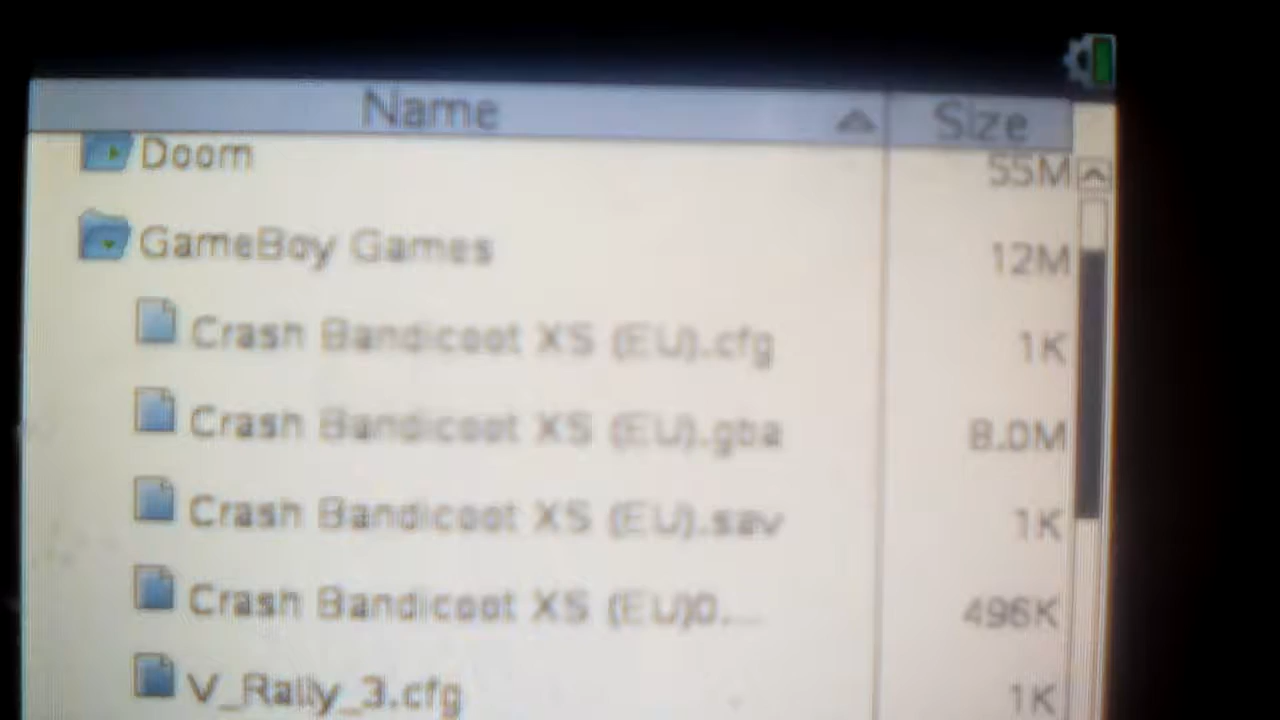 Name Size
Doom 55M
GameBoy Games 12M
Crash Bandicoot XS (EU).cfg 1K
Crash Bandicoot XS (EU).gba 8.0M
Crash Bandicoot XS (EU).sav 1K
Crash Bandicoot XS (EU)0.... 496K
V_Rally_3.cfg 1K